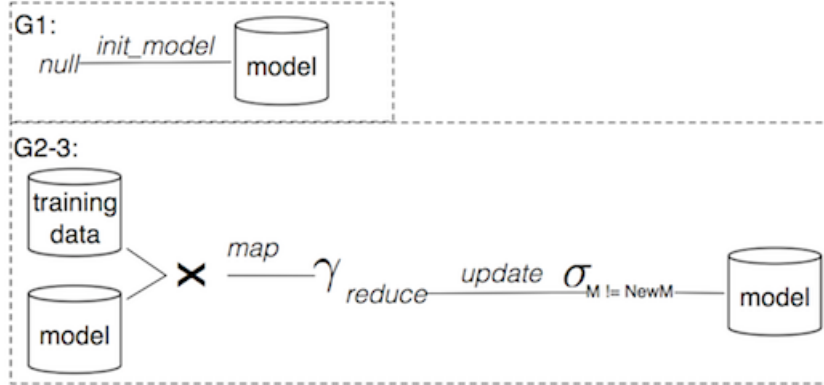 G1:
null init_model model
G2-3:
training
data
× map γ reduce update σ M != NewM model
model